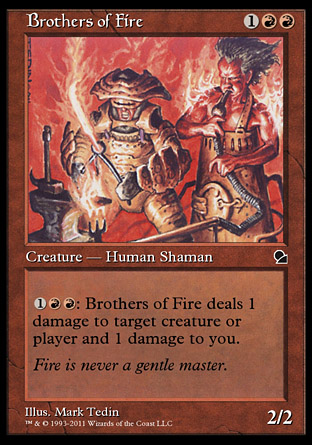 Brothers of Fire 1
Creature — Human Shaman
1: Brothers of Fire deals 1
damage to target creature or
player and 1 damage to you.
Fire is never a gentle master.
Illus. Mark Tedin
™ & © 1993-2011 Wizards of the Coast LLC
2/2